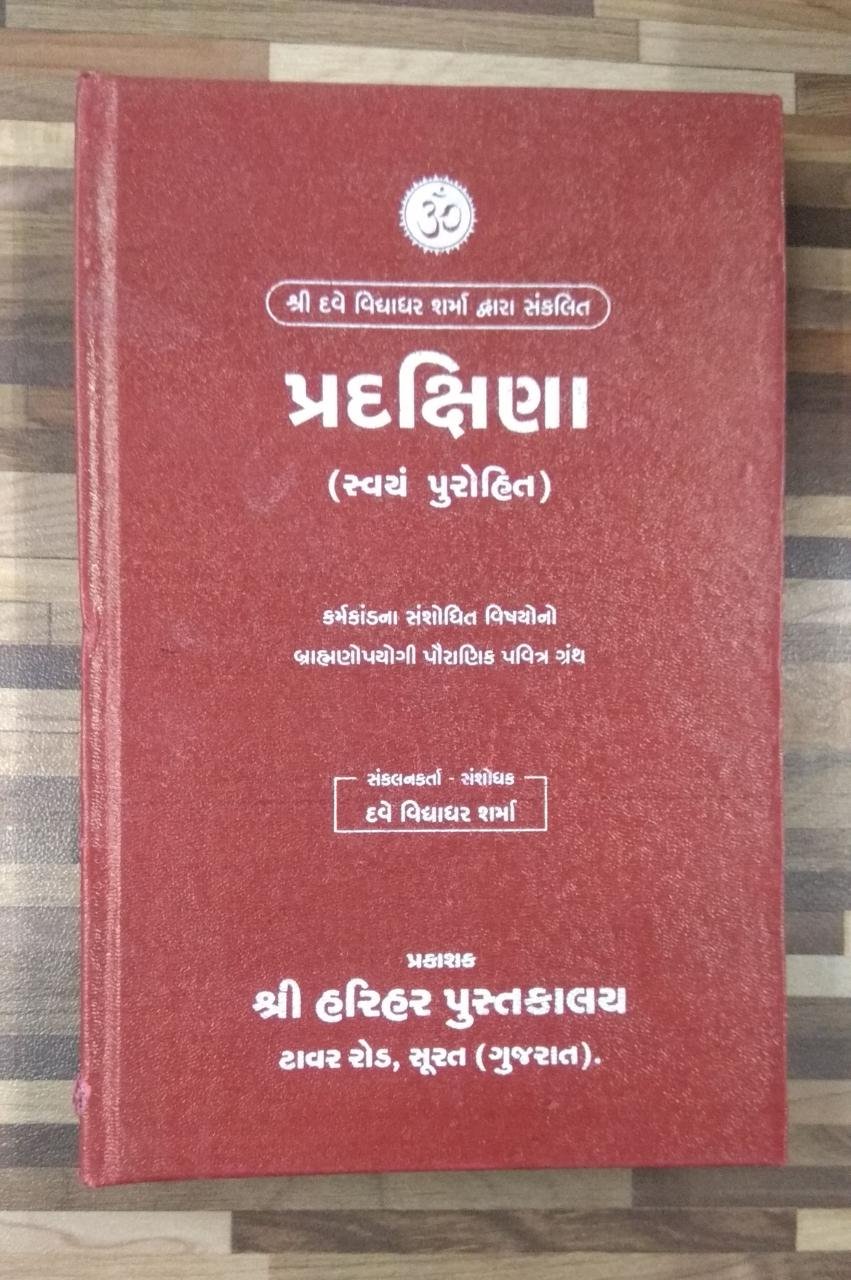 ॐ
શ્રી દવે વિદ્યાધર શર્મા દ્વારા સંકલિત
પ્રદક્ષિણા
(સ્વયં પુરોહિત)
કર્મકાંડના સંશોધિત વિષયોનો
બ્રાહ્મણોપયોગી પૌરાણિક પવિત્ર ગ્રંથ
સંકલનકર્તા - સંશોધક
દવે વિદ્યાધર શર્મા
પ્રકાશક
શ્રી હરિહર પુસ્તકાલય
ટાવર રોડ, સૂરત (ગુજરાત).